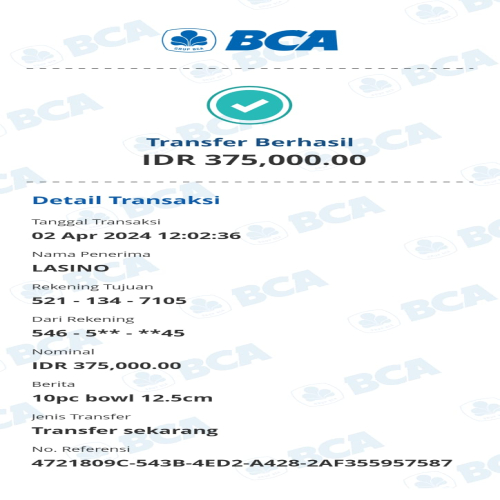 BCA
Transfer Berhasil
IDR 375,000.00
Detail Transaksi
Tanggal Transaksi
02 Apr 2024 12:02:36
Nama Penerima
LASINO
Rekening Tujuan
521 - 134 - 7105
Dari Rekening
546 - 5** - **45
Nominal
IDR 375,000.00
Berita
10pc bowl 12.5cm
Jenis Transfer
Transfer sekarang
No. Referensi
4721809C-543B-4ED2-A428-2AF355957587